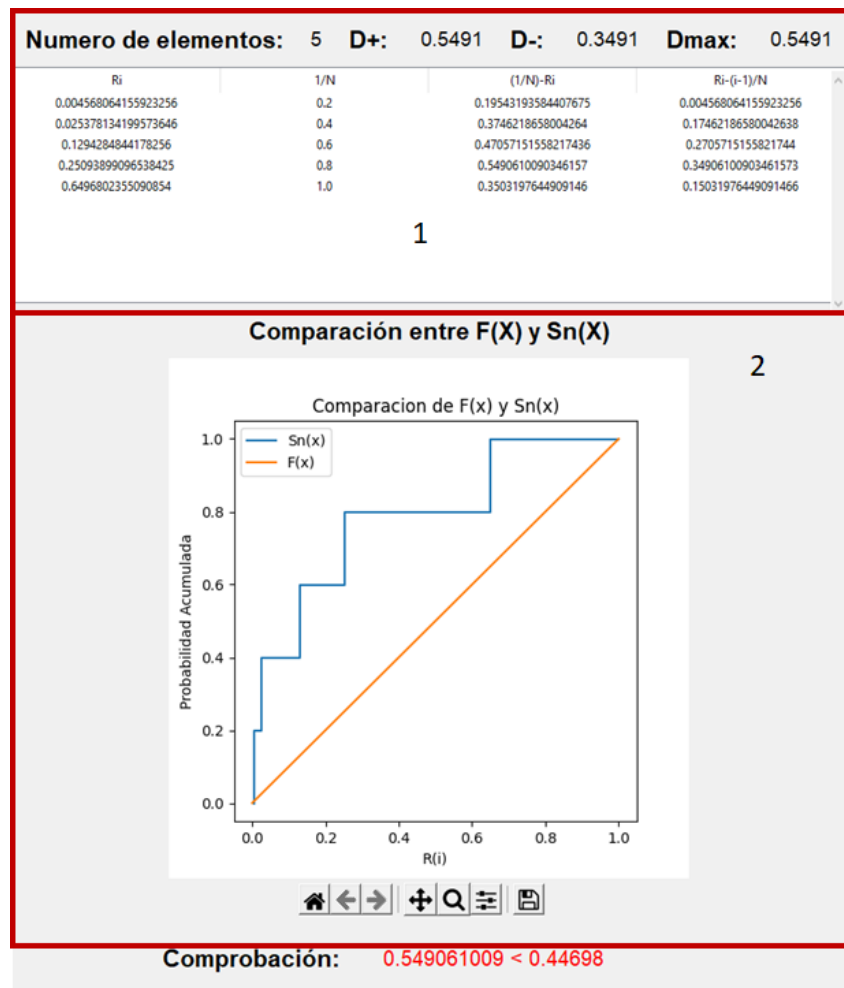 Numero de elementos: 5 D+: 0.5491 D-: 0.3491 Dmax: 0.5491
Ri 1/N (1/N)-Ri Ri-(i-1)/N
0.004568064155923256 0.2 0.19543193584407675 0.004568064155923256
0.025378134199573646 0.4 0.3746218658004264 0.17462186580042638
0.1294284844178256 0.6 0.47057151558217436 0.2705715155821744
0.25093899096538425 0.8 0.5490610090346157 0.34906100903461573
0.6496802355090854 1.0 0.3503197644909146 0.15031976449091466
1
Comparación entre F(X) y Sn(X)
2
Comparacion de F(x) y Sn(x)
Sn(x)
F(x)
1.0
0.8
0.6
0.4
0.2
0.0
Probabilidad Acumulada
0.0 0.2 0.4 0.6 0.8 1.0
R(i)
Comprobación: 0.549061009 < 0.44698